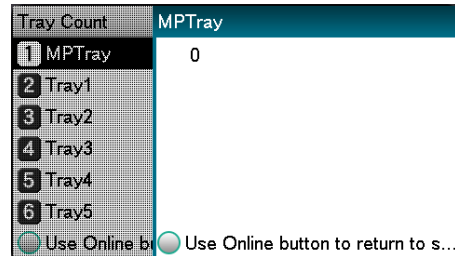 Tray Count
1 MPTray
2 Tray1
3 Tray2
4 Tray3
5 Tray4
6 Tray5
Use Online b
MPTray
0
Use Online button to return to s...